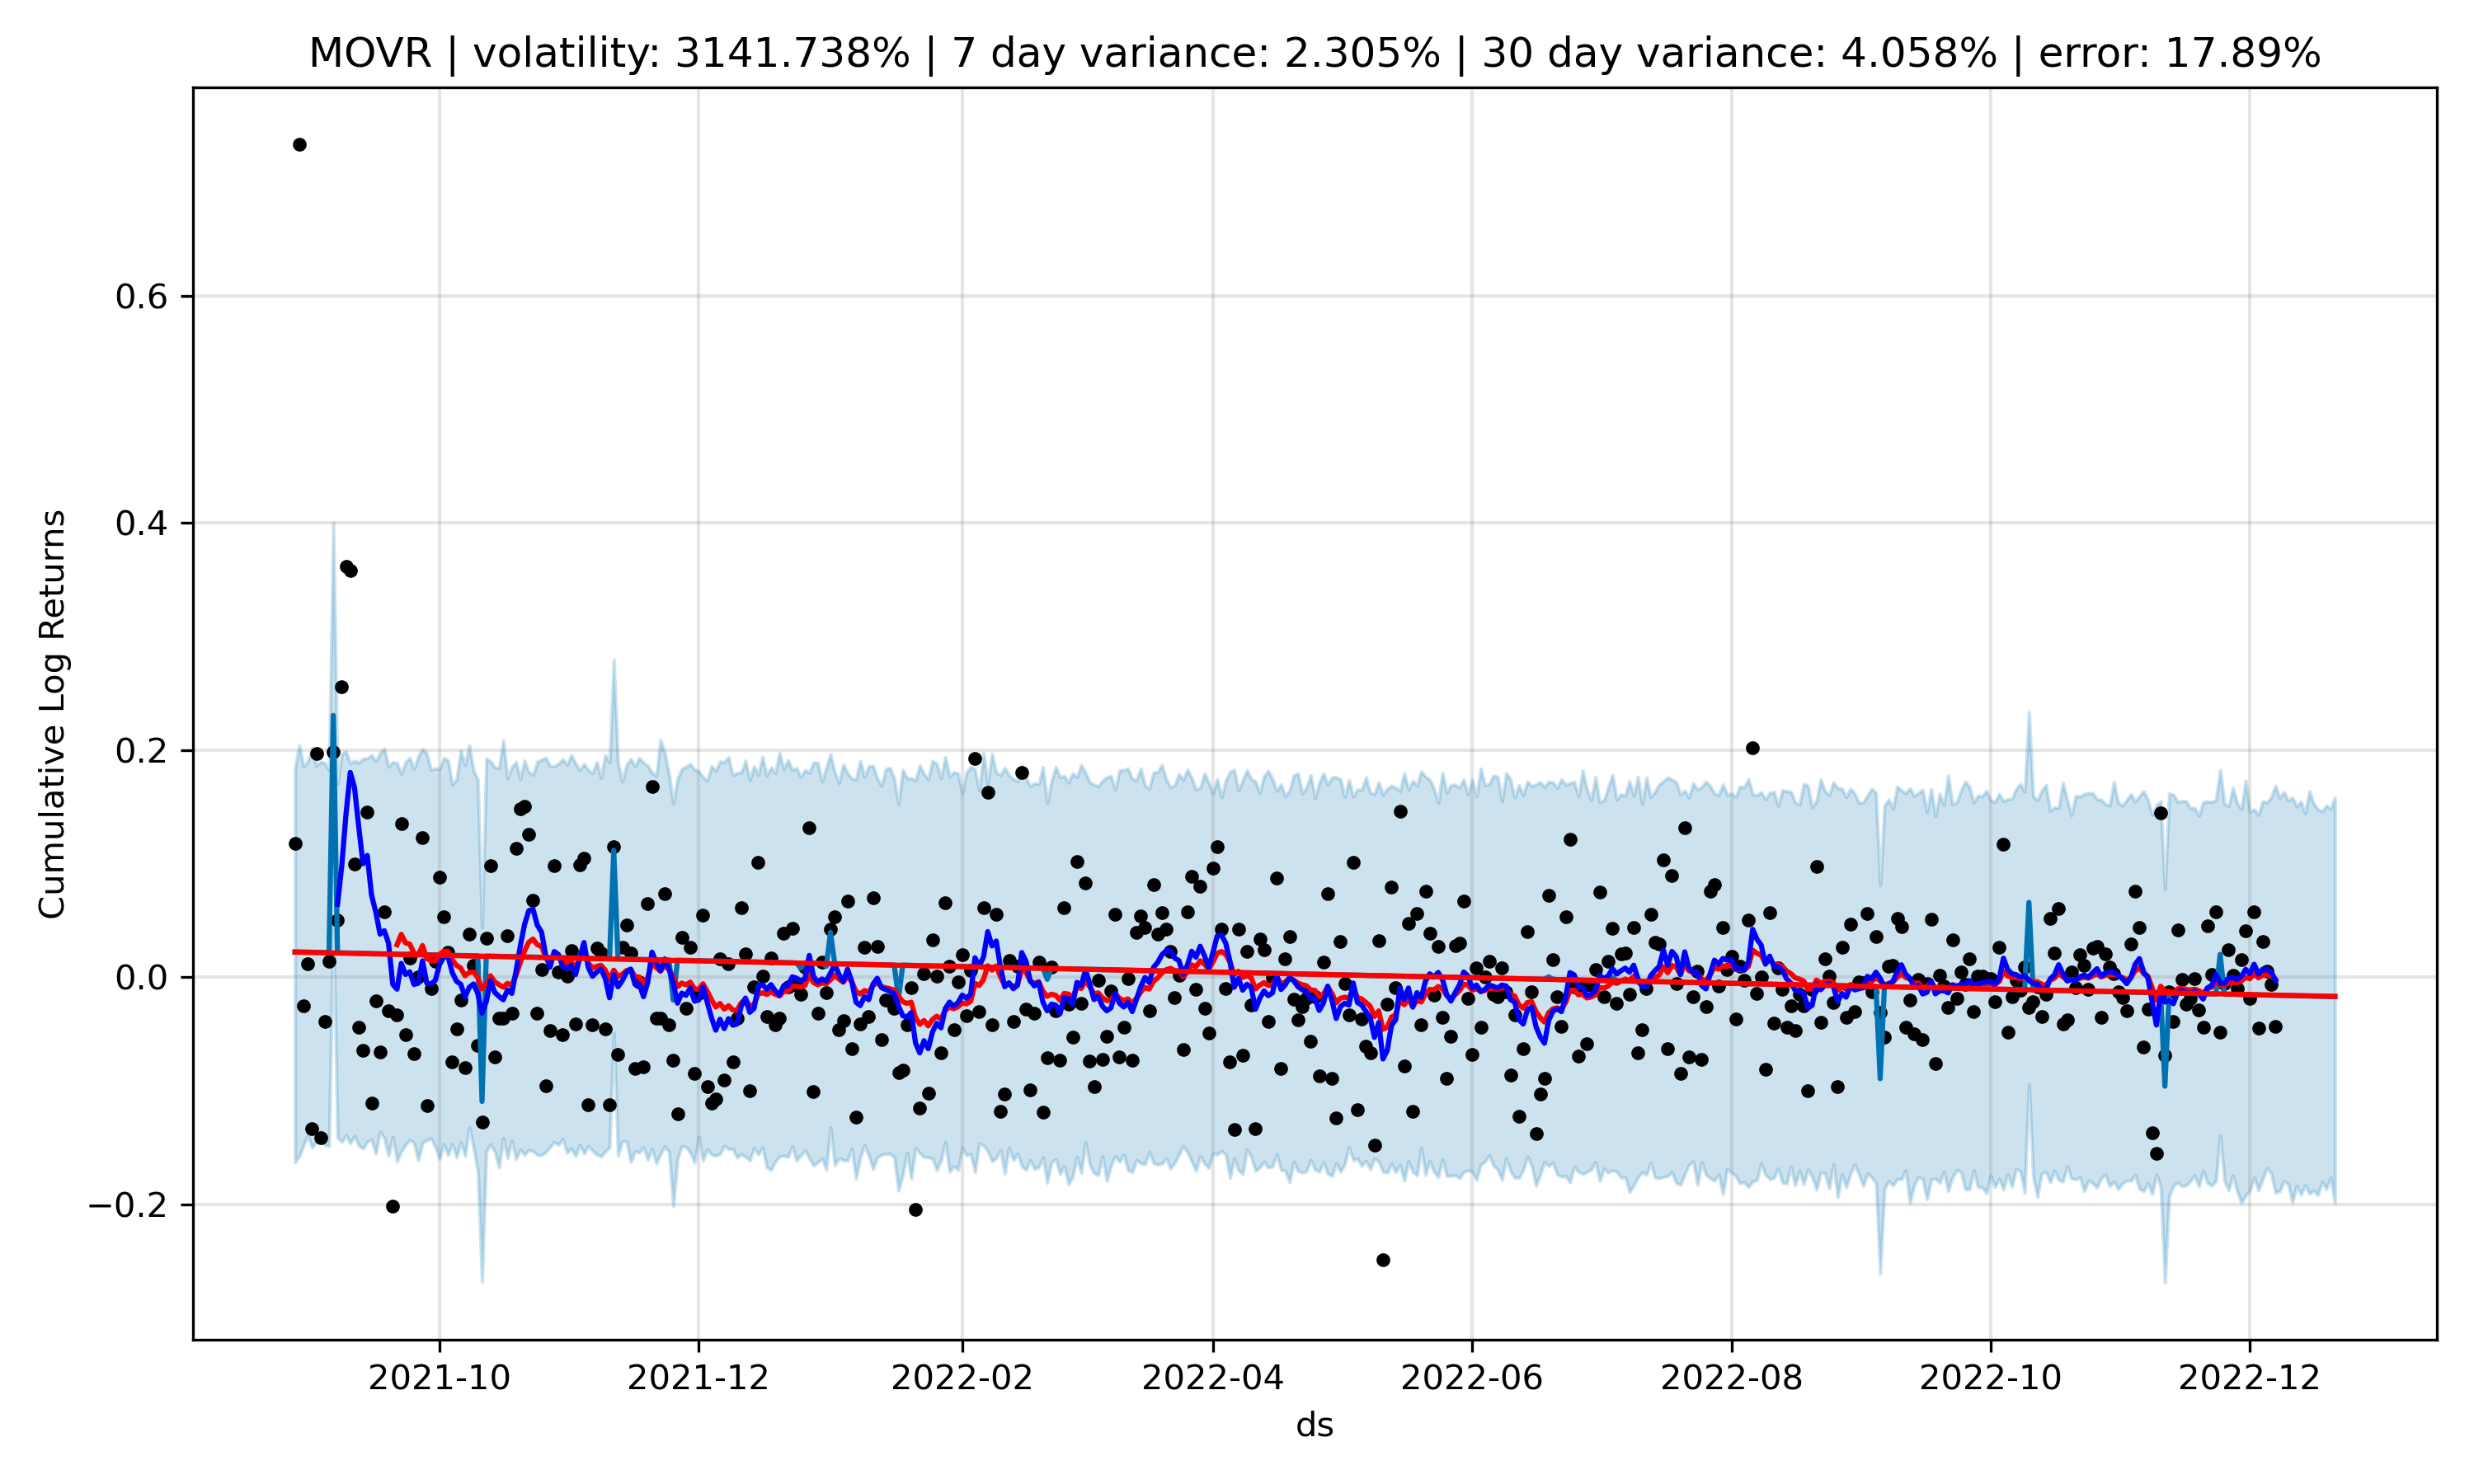 MOVR | volatility: 3141.738% | 7 day variance: 2.305% | 30 day variance: 4.058% | error: 17.89%
Cumulative Log Returns
0.6
0.4
0.2
0.0
−0.2
2021-10 2021-12 2022-02 2022-04 2022-06 2022-08 2022-10 2022-12
ds